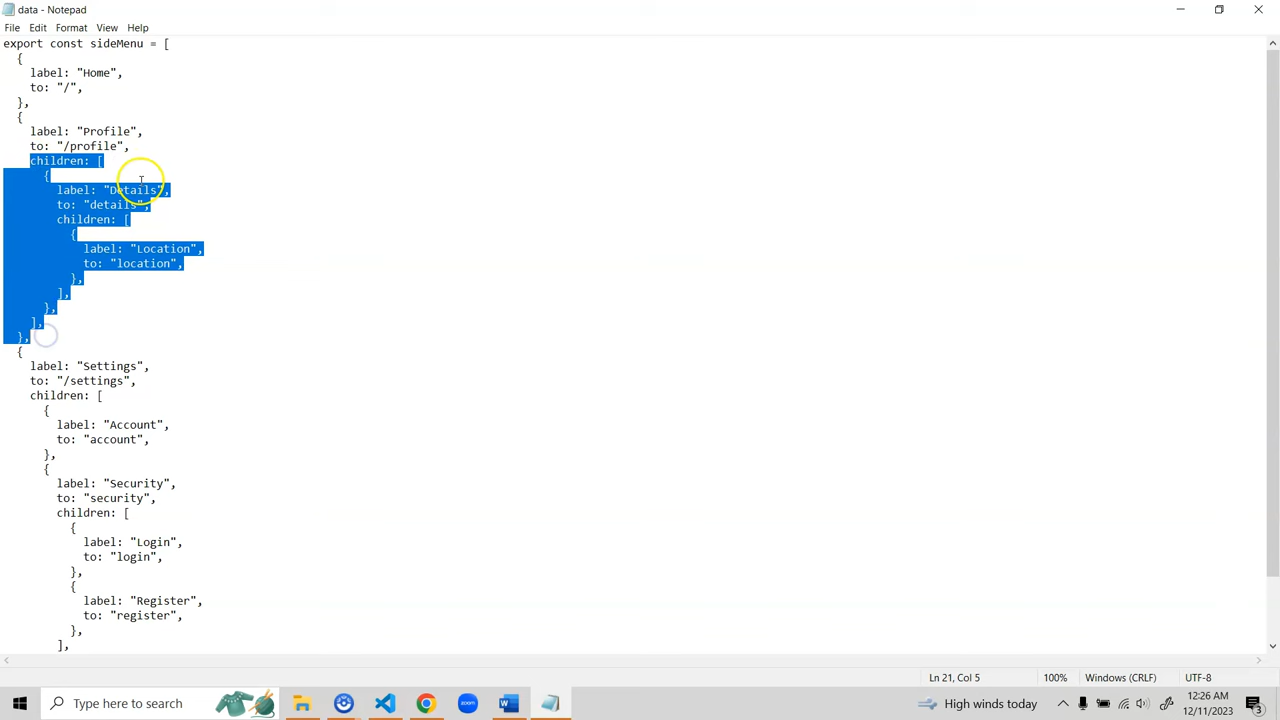 data - Notepad
File Edit Format View Help
export const sideMenu = [
{
label: "Home",
to: "/",
},
{
label: "Profile",
to: "/profile",
children: [
{
label: "Details",
to: "details",
children: [
{
label: "Location",
to: "location",
},
],
},
],
},
{
label: "Settings",
to: "/settings",
children: [
{
label: "Account",
to: "account",
},
{
label: "Security",
to: "security",
children: [
{
label: "Login",
to: "login",
},
{
label: "Register",
to: "register",
},
],
Ln 21, Col 5 100% Windows (CRLF) UTF-8
Type here to search zoom W High winds today 12:26 AM
12/11/2023 3